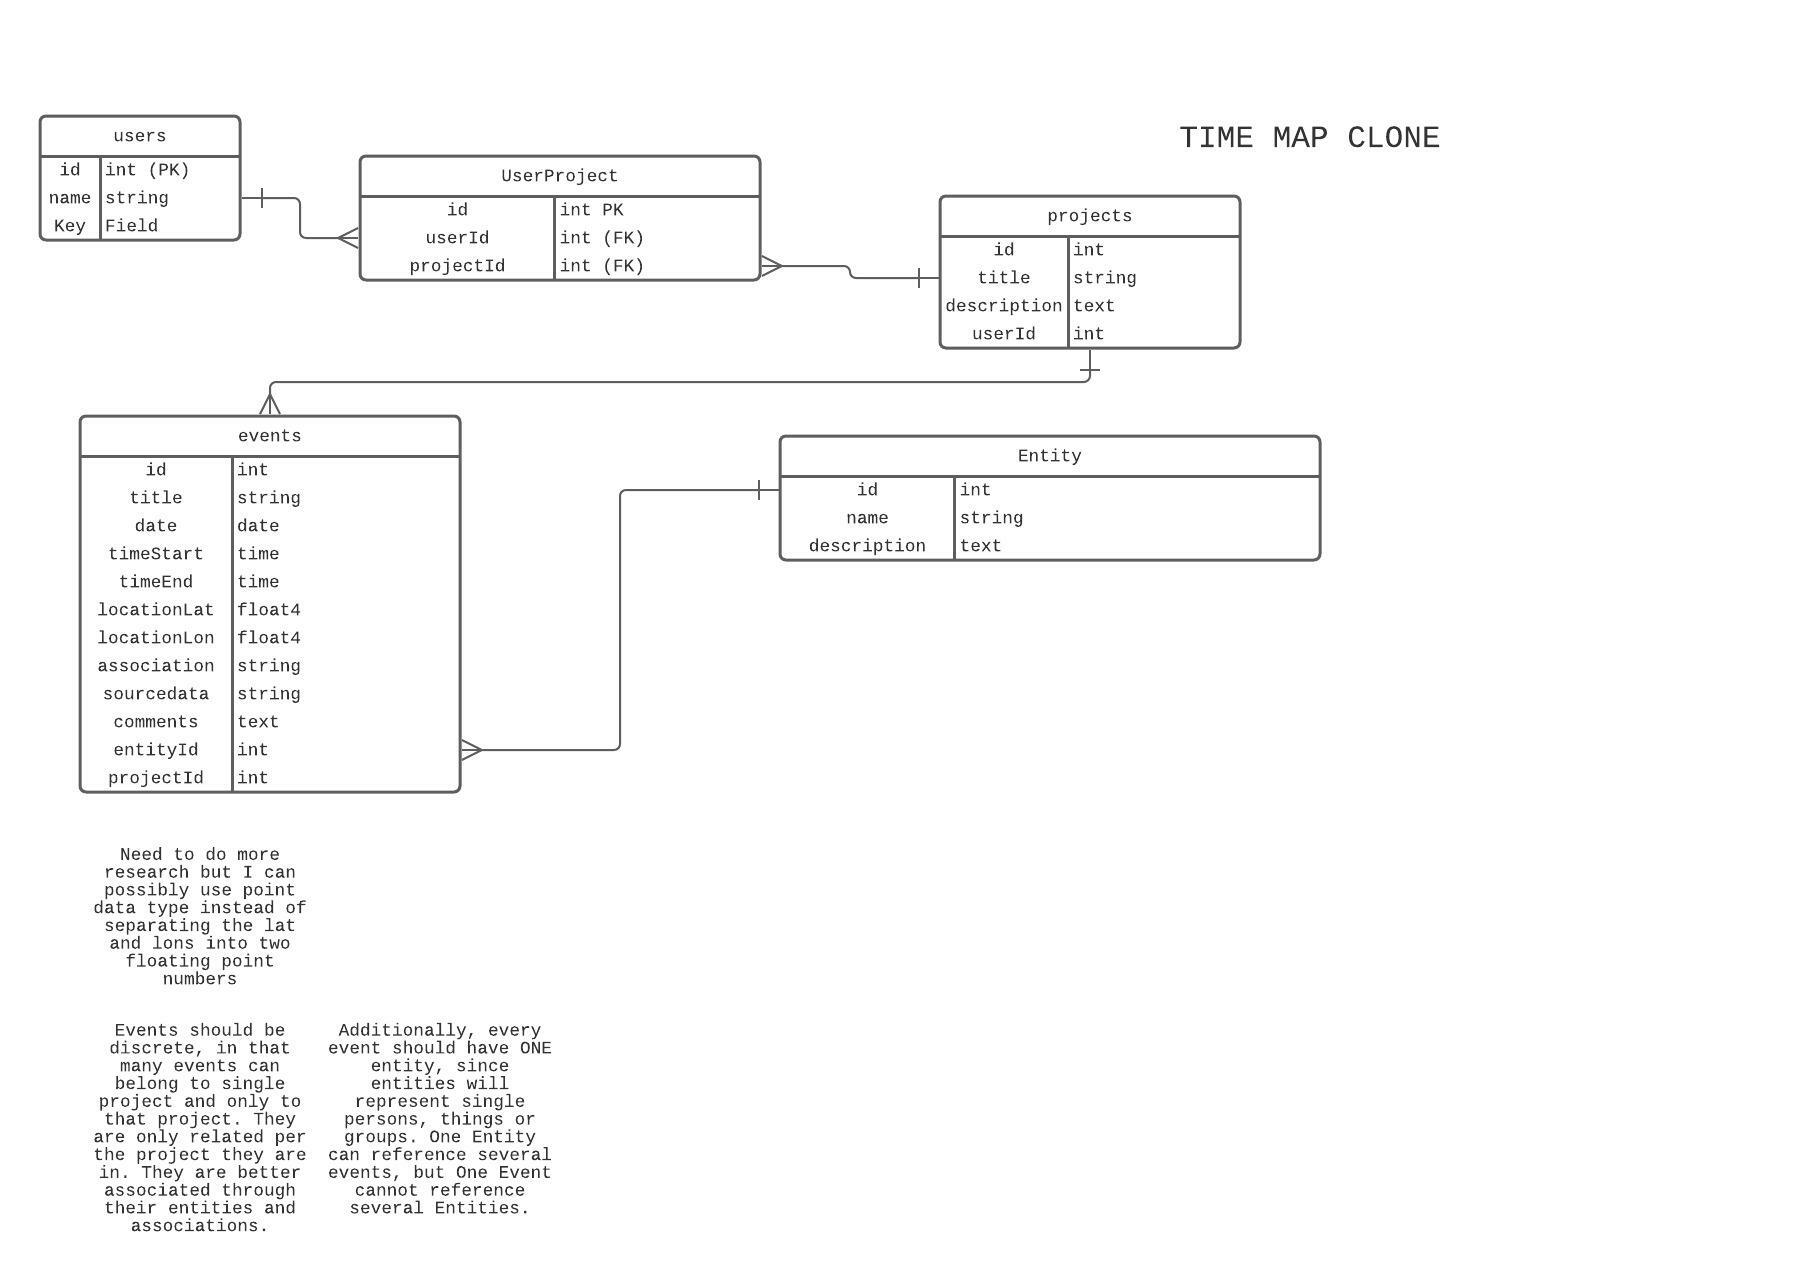 TIME MAP CLONE
users
id int (PK)
name string
Key Field
UserProject
id int PK
userId int (FK)
projectId int (FK)
projects
id int
title string
description text
userId int
events
id int
title string
date date
timeStart time
timeEnd time
locationLat float4
locationLon float4
association string
sourcedata string
comments text
entityId int
projectId int
Entity
id int
name string
description text
Need to do more
research but I can
possibly use point
data type instead of
separating the lat
and lons into two
floating point
numbers
Events should be
discrete, in that
many events can
belong to single
project and only to
that project. They
are only related per
the project they are
in. They are better
associated through
their entities and
associations.
Additionally, every
event should have ONE
entity, since
entities will
represent single
persons, things or
groups. One Entity
can reference several
events, but One Event
cannot reference
several Entities.